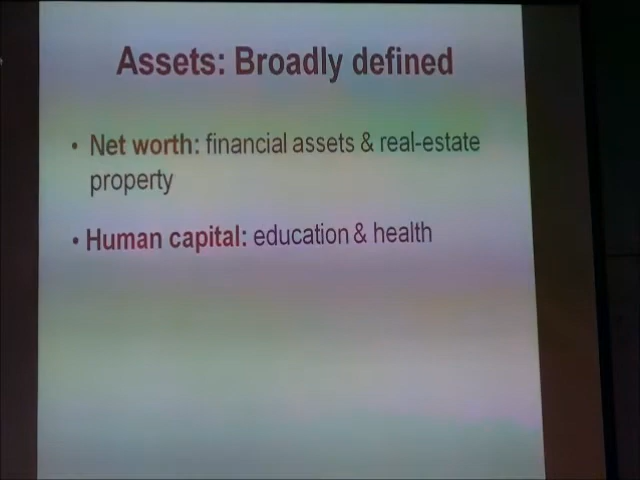 Assets: Broadly defined
• Net worth: financial assets & real-estate
property
• Human capital: education & health